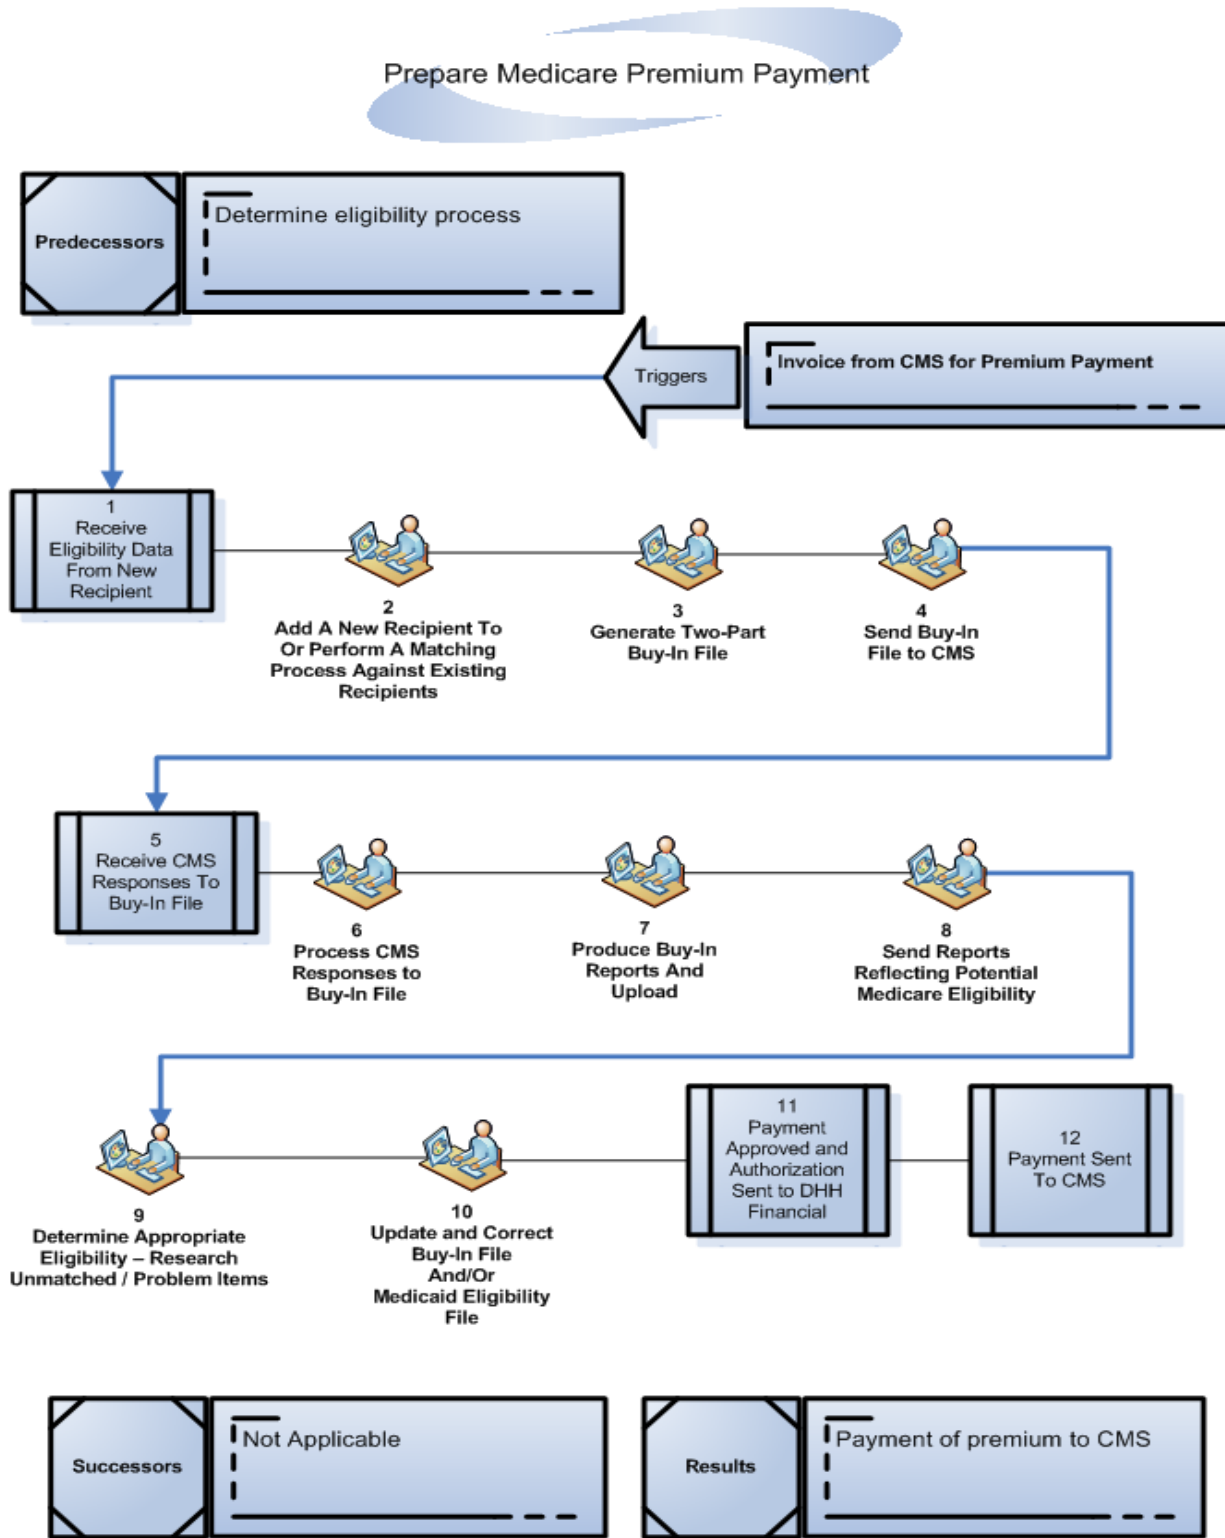 Prepare Medicare Premium Payment
Predecessors
Determine eligibility process
Triggers
Invoice from CMS for Premium Payment
1
Receive
Eligibility Data
From New
Recipient
2
Add A New Recipient To
Or Perform A Matching
Process Against Existing
Recipients
3
Generate Two-Part
Buy-In File
4
Send Buy-In
File to CMS
5
Receive CMS
Responses To
Buy-In File
6
Process CMS
Responses to
Buy-In File
7
Produce Buy-In
Reports And
Upload
8
Send Reports
Reflecting Potential
Medicare Eligibility
9
Determine Appropriate
Eligibility – Research
Unmatched / Problem Items
10
Update and Correct
Buy-In File
And/Or
Medicaid Eligibility
File
11
Payment
Approved and
Authorization
Sent to DHH
Financial
12
Payment Sent
To CMS
Successors
Not Applicable
Results
Payment of premium to CMS